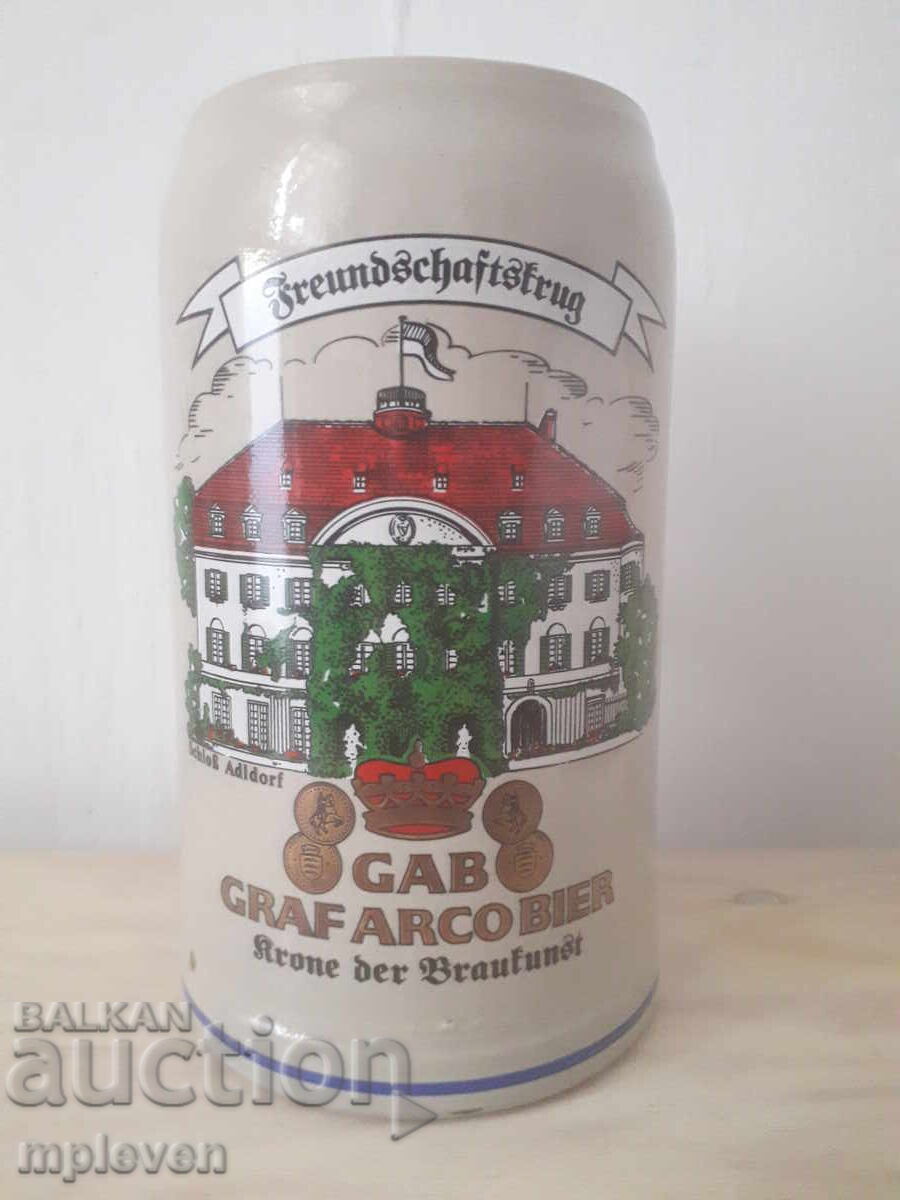 Freundschaftskrug
Schloß Adldorf
GAB
GRAF ARCO BIER
Krone der Braukunst
BALKAN
auction
mpleven